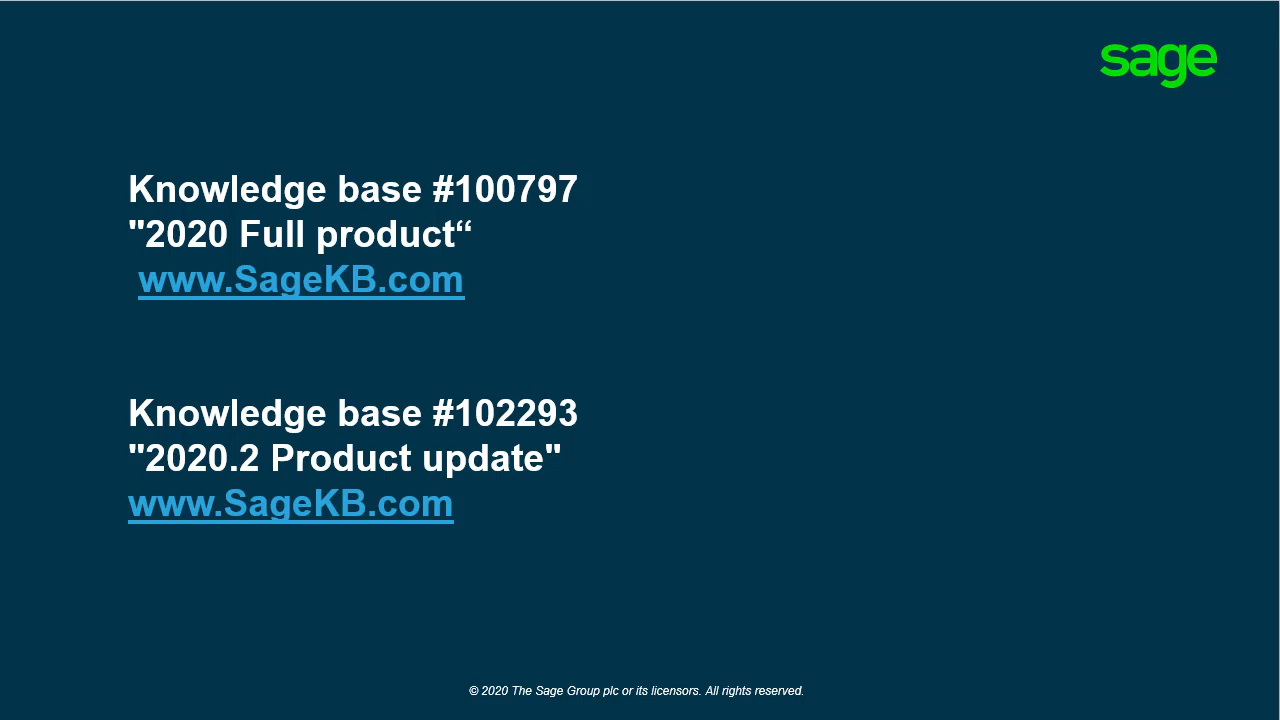 sage
Knowledge base #100797
"2020 Full product“
www.SageKB.com
Knowledge base #102293
"2020.2 Product update"
www.SageKB.com
© 2020 The Sage Group plc or its licensors. All rights reserved.